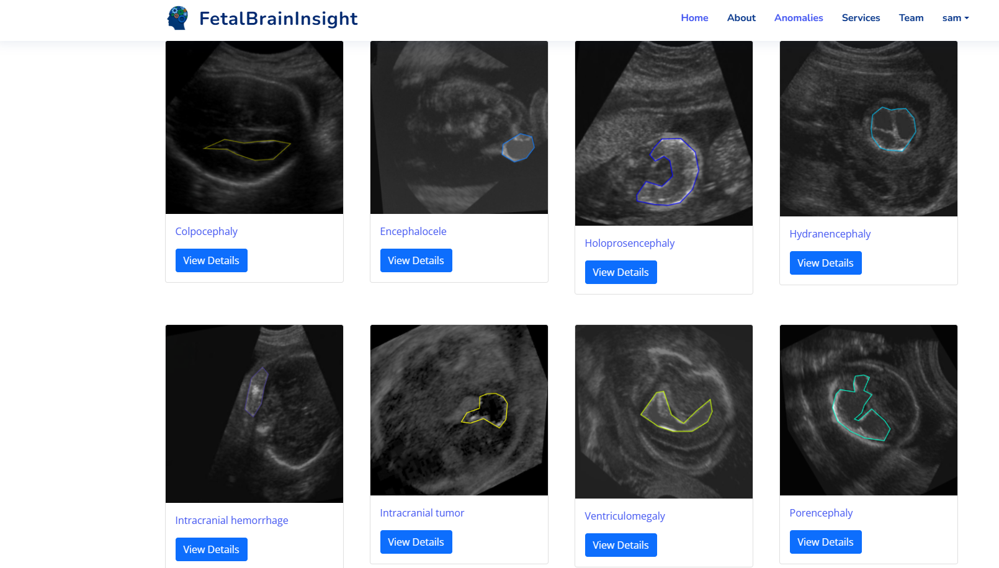 FetalBrainInsight
Home About Anomalies Services Team sam
Colpocephaly
View Details
Encephalocele
View Details
Holoprosencephaly
View Details
Hydranencephaly
View Details
Intracranial hemorrhage
View Details
Intracranial tumor
View Details
Ventriculomegaly
View Details
Porencephaly
View Details